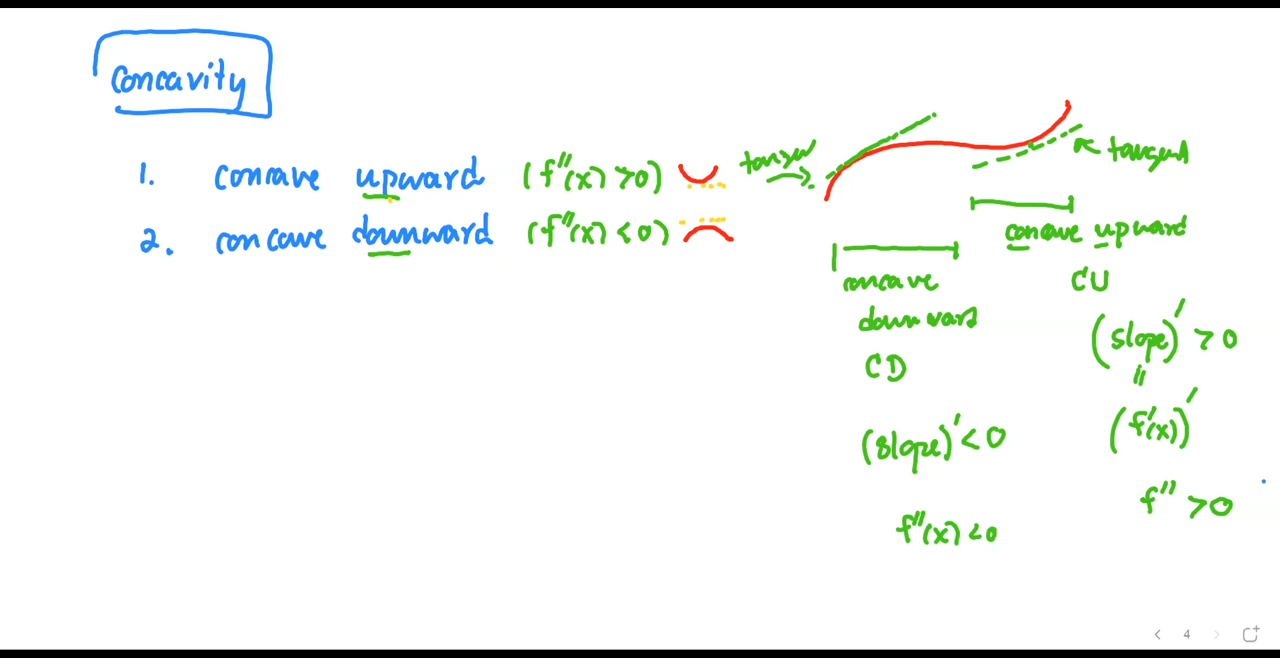 Concavity
1. concave upward (f''(x) > 0)
2. concave downward (f''(x) < 0)
tangent
tangent
concave upward
CU
(slope)' > 0
=
(f'(x))'
f'' > 0
concave
downward
CD
(slope)' < 0
f''(x) < 0
< 4 >